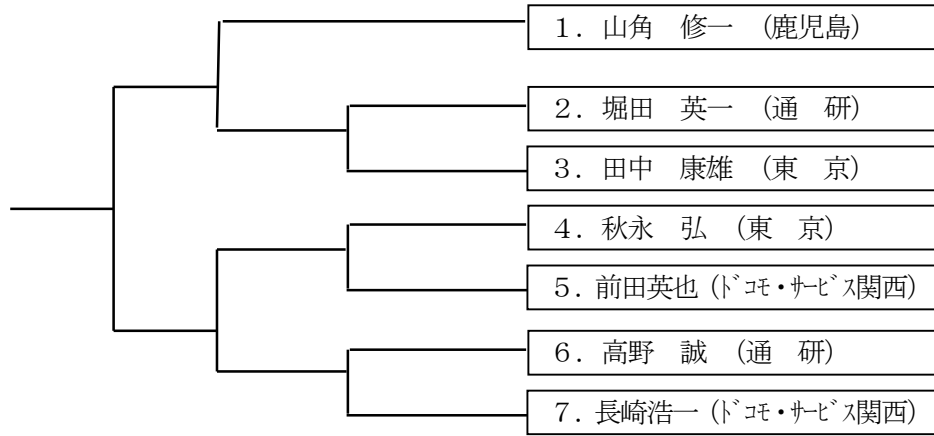 1．山角　修一　（鹿児島）
2．堀田　英一　（通　研）
3．田中　康雄　（東　京）
4．秋永　弘　（東　京）
5．前田英也（ﾄﾞｺﾓ・ｻｰﾋﾞｽ関西）
6．高野　誠　（通　研）
7．長崎浩一（ﾄﾞｺﾓ・ｻｰﾋﾞｽ関西）